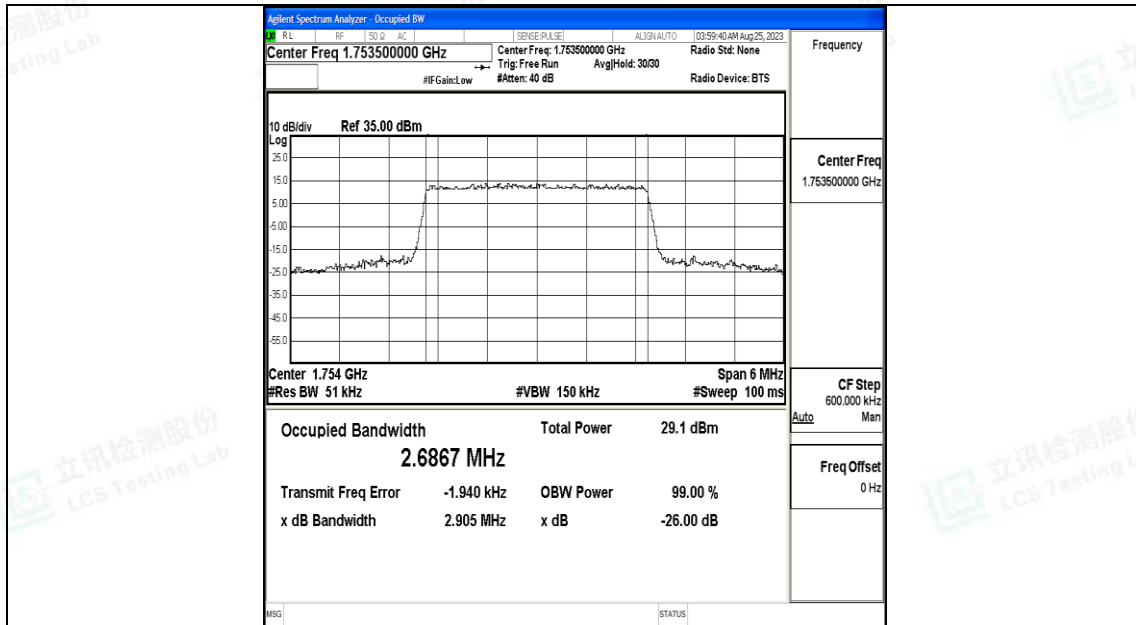 Agilent Spectrum Analyzer - Occupied BW
LXI RL RF 50 Ω AC SENSE:PULSE ALIGN AUTO 03:59:40 AM Aug 25, 2023
Center Freq 1.753500000 GHz
Center Freq: 1.753500000 GHz
Radio Std: None
Trig: Free Run Avg|Hold: 30/30
#IFGain:Low
#Atten: 40 dB
Radio Device: BTS
10 dB/div Ref 35.00 dBm
Log
25.0
15.0
5.00
-5.00
-15.0
-25.0
-35.0
-45.0
-55.0
Center 1.754 GHz
Span 6 MHz
#Res BW 51 kHz
#VBW 150 kHz
#Sweep 100 ms
Occupied Bandwidth
2.6867 MHz
Total Power 29.1 dBm
Transmit Freq Error -1.940 kHz
OBW Power 99.00 %
x dB Bandwidth 2.905 MHz
x dB -26.00 dB
MSG
STATUS
Frequency
Center Freq
1.753500000 GHz
CF Step
600.000 kHz
Auto Man
Freq Offset
0 Hz
立讯检测股份
LCS Testing Lab
立讯检测股份